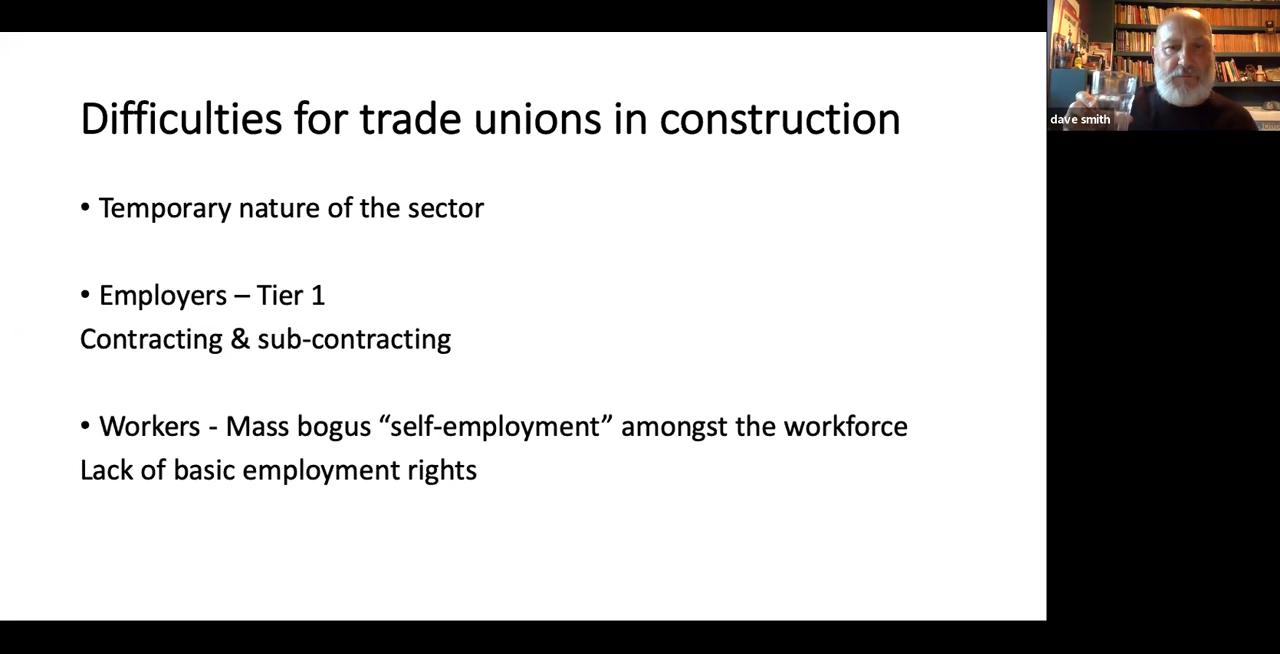 Difficulties for trade unions in construction
• Temporary nature of the sector
• Employers – Tier 1
Contracting & sub-contracting
• Workers - Mass bogus “self-employment” amongst the workforce
Lack of basic employment rights
dave smith